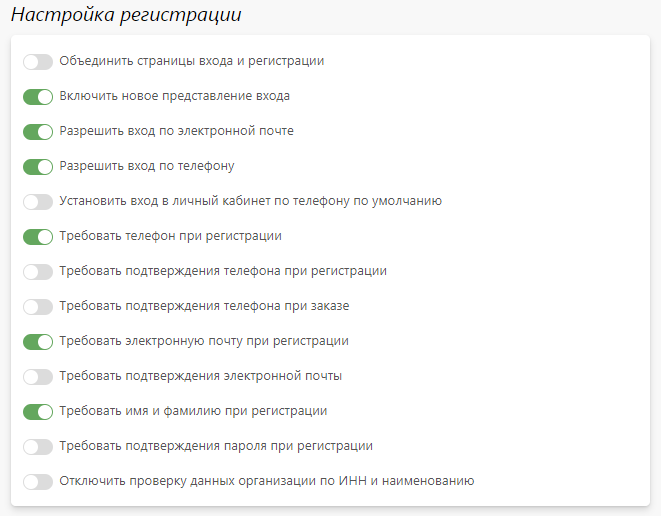 Настройка регистрации
Объединить страницы входа и регистрации
Включить новое представление входа
Разрешить вход по электронной почте
Разрешить вход по телефону
Установить вход в личный кабинет по телефону по умолчанию
Требовать телефон при регистрации
Требовать подтверждения телефона при регистрации
Требовать подтверждения телефона при заказе
Требовать электронную почту при регистрации
Требовать подтверждения электронной почты
Требовать имя и фамилию при регистрации
Требовать подтверждения пароля при регистрации
Отключить проверку данных организации по ИНН и наименованию